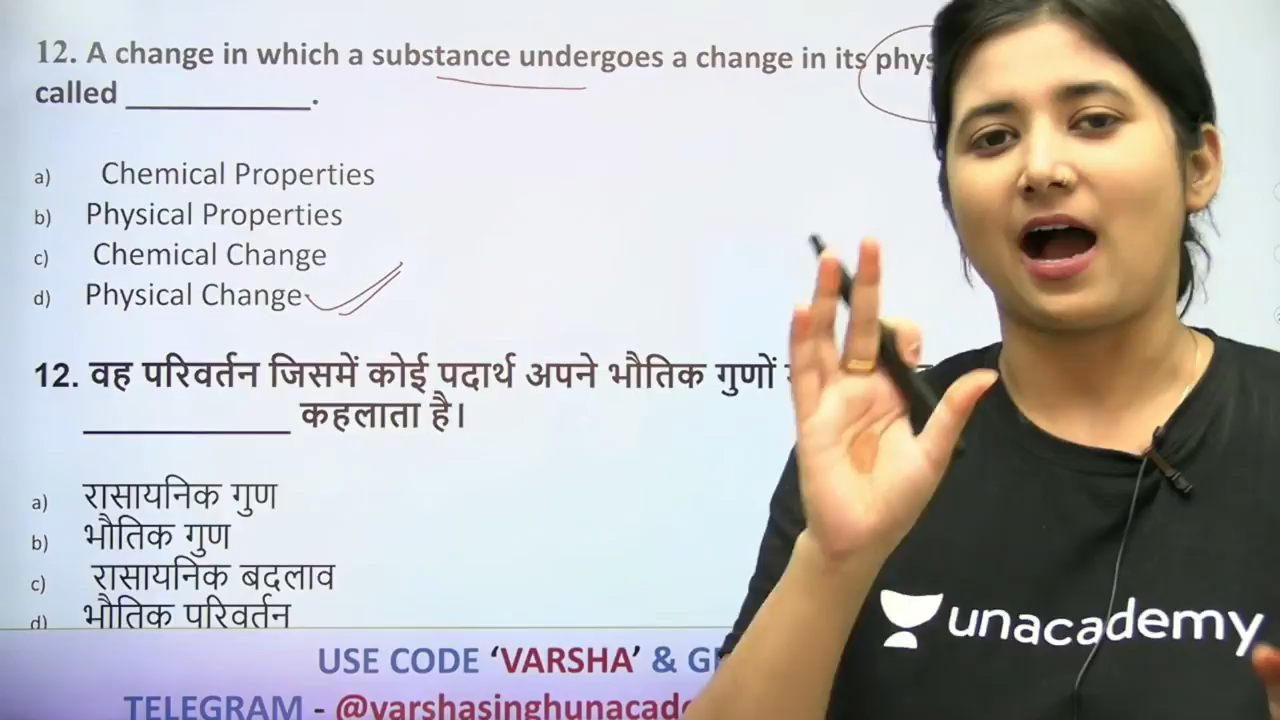 12. A change in which a substance undergoes a change in its
called ____________.
a) Chemical Properties
b) Physical Properties
c) Chemical Change
d) Physical Change
12. वह परिवर्तन जिसमें कोई पदार्थ अपने भौतिक गुणों
____________ कहलाता है।
a) रासायनिक गुण
b) भौतिक गुण
c) रासायनिक बदलाव
d) भौतिक परिवर्तन
USE CODE ‘VARSHA’ &
TELEGRAM -
unacademy